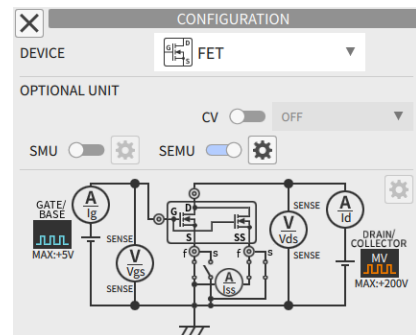 CONFIGURATION
DEVICE
G D S FET
OPTIONAL UNIT
CV OFF
SMU SEMU
GATE/
BASE
MAX:+5V
A
Ig
SENSE
V
Vgs
SENSE
G D
S SS
f s f s
A
Iss
SENSE
V
Vds
SENSE
A
Id
DRAIN/
COLLECTOR
MV
MAX:+200V